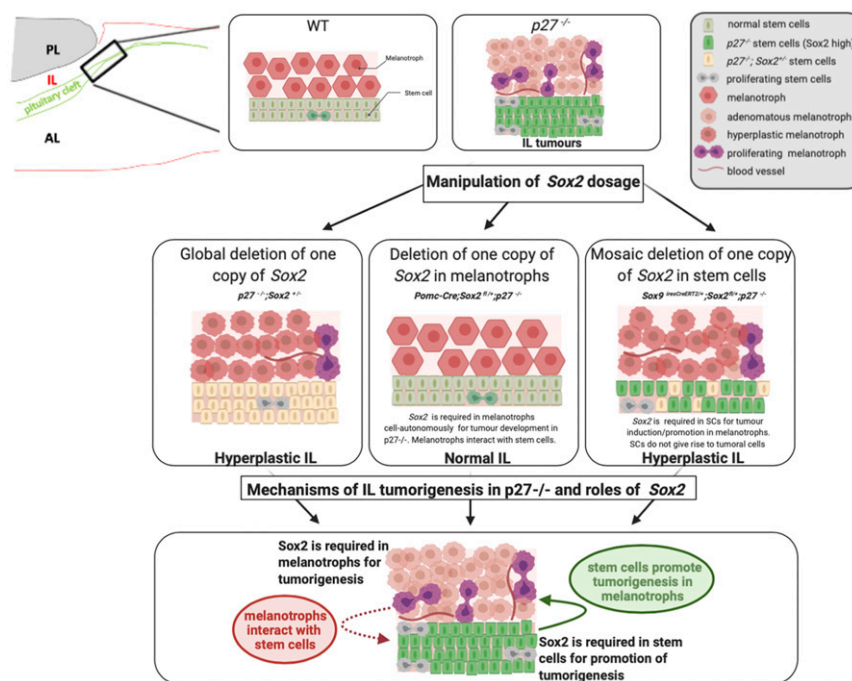 PL
IL
pituitary cleft
AL
WT
Melanotroph
Stem cell
p27 -/-
IL tumours
normal stem cells
p27-/- stem cells (Sox2 high)
p27-/-; Sox2+/- stem cells
proliferating stem cells
melanotroph
adenomatous melanotroph
hyperplastic melanotroph
proliferating melanotroph
blood vessel
Manipulation of Sox2 dosage
Global deletion of one
copy of Sox2
p27 -/-;Sox2 +/-
Hyperplastic IL
Deletion of one copy of
Sox2 in melanotrophs
Pomc-Cre;Sox2 fl/+;p27 -/-
Sox2 is required in melanotrophs
cell-autonomously for tumour development in
p27-/-. Melanotrophs interact with stem cells.
Normal IL
Mosaic deletion of one copy
of Sox2 in stem cells
Sox9 iresCreERT2/+;Sox2fl/+;p27 -/-
Sox2 is required in SCs for tumour
induction/promotion in melanotrophs.
SCs do not give rise to tumoral cells
Hyperplastic IL
Mechanisms of IL tumorigenesis in p27-/- and roles of Sox2
Sox2 is required in
melanotrophs for
tumorigenesis
melanotrophs
interact with
stem cells
stem cells promote
tumorigenesis in
melanotrophs
Sox2 is required in stem
cells for promotion of
tumorigenesis